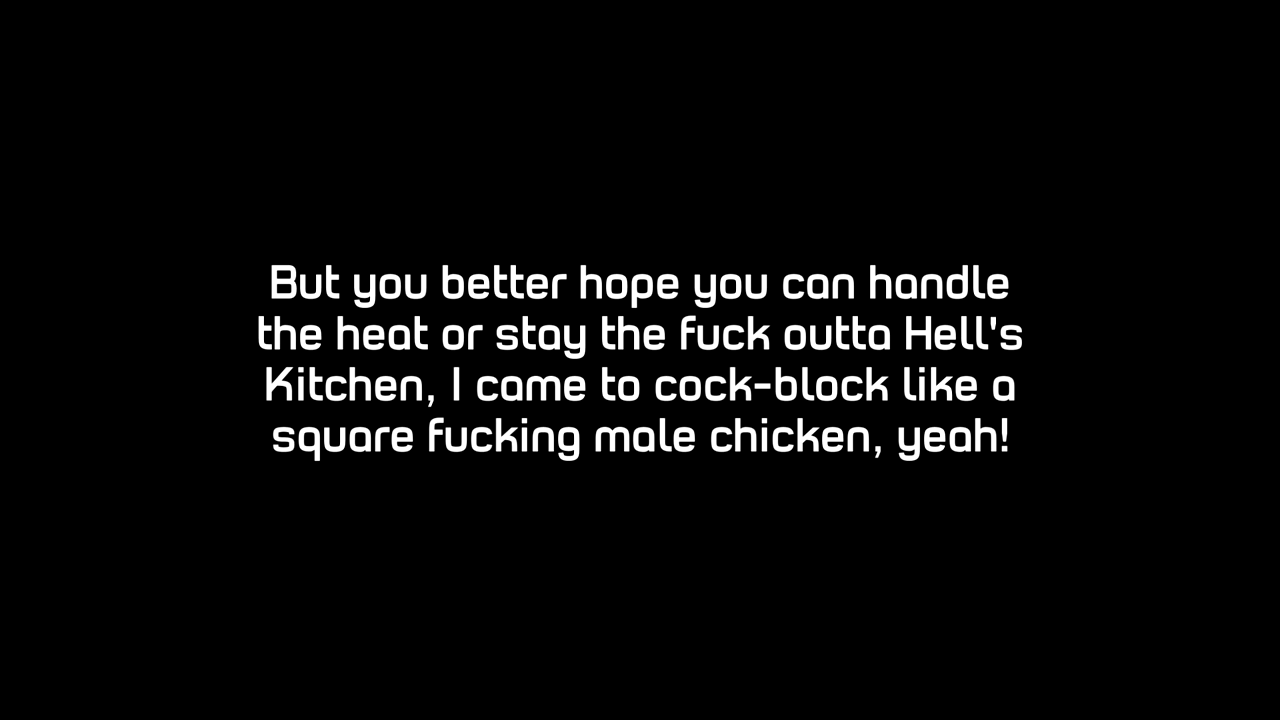 But you better hope you can handle
the heat or stay the fuck outta Hell's
Kitchen, I came to cock-block like a
square fucking male chicken, yeah!